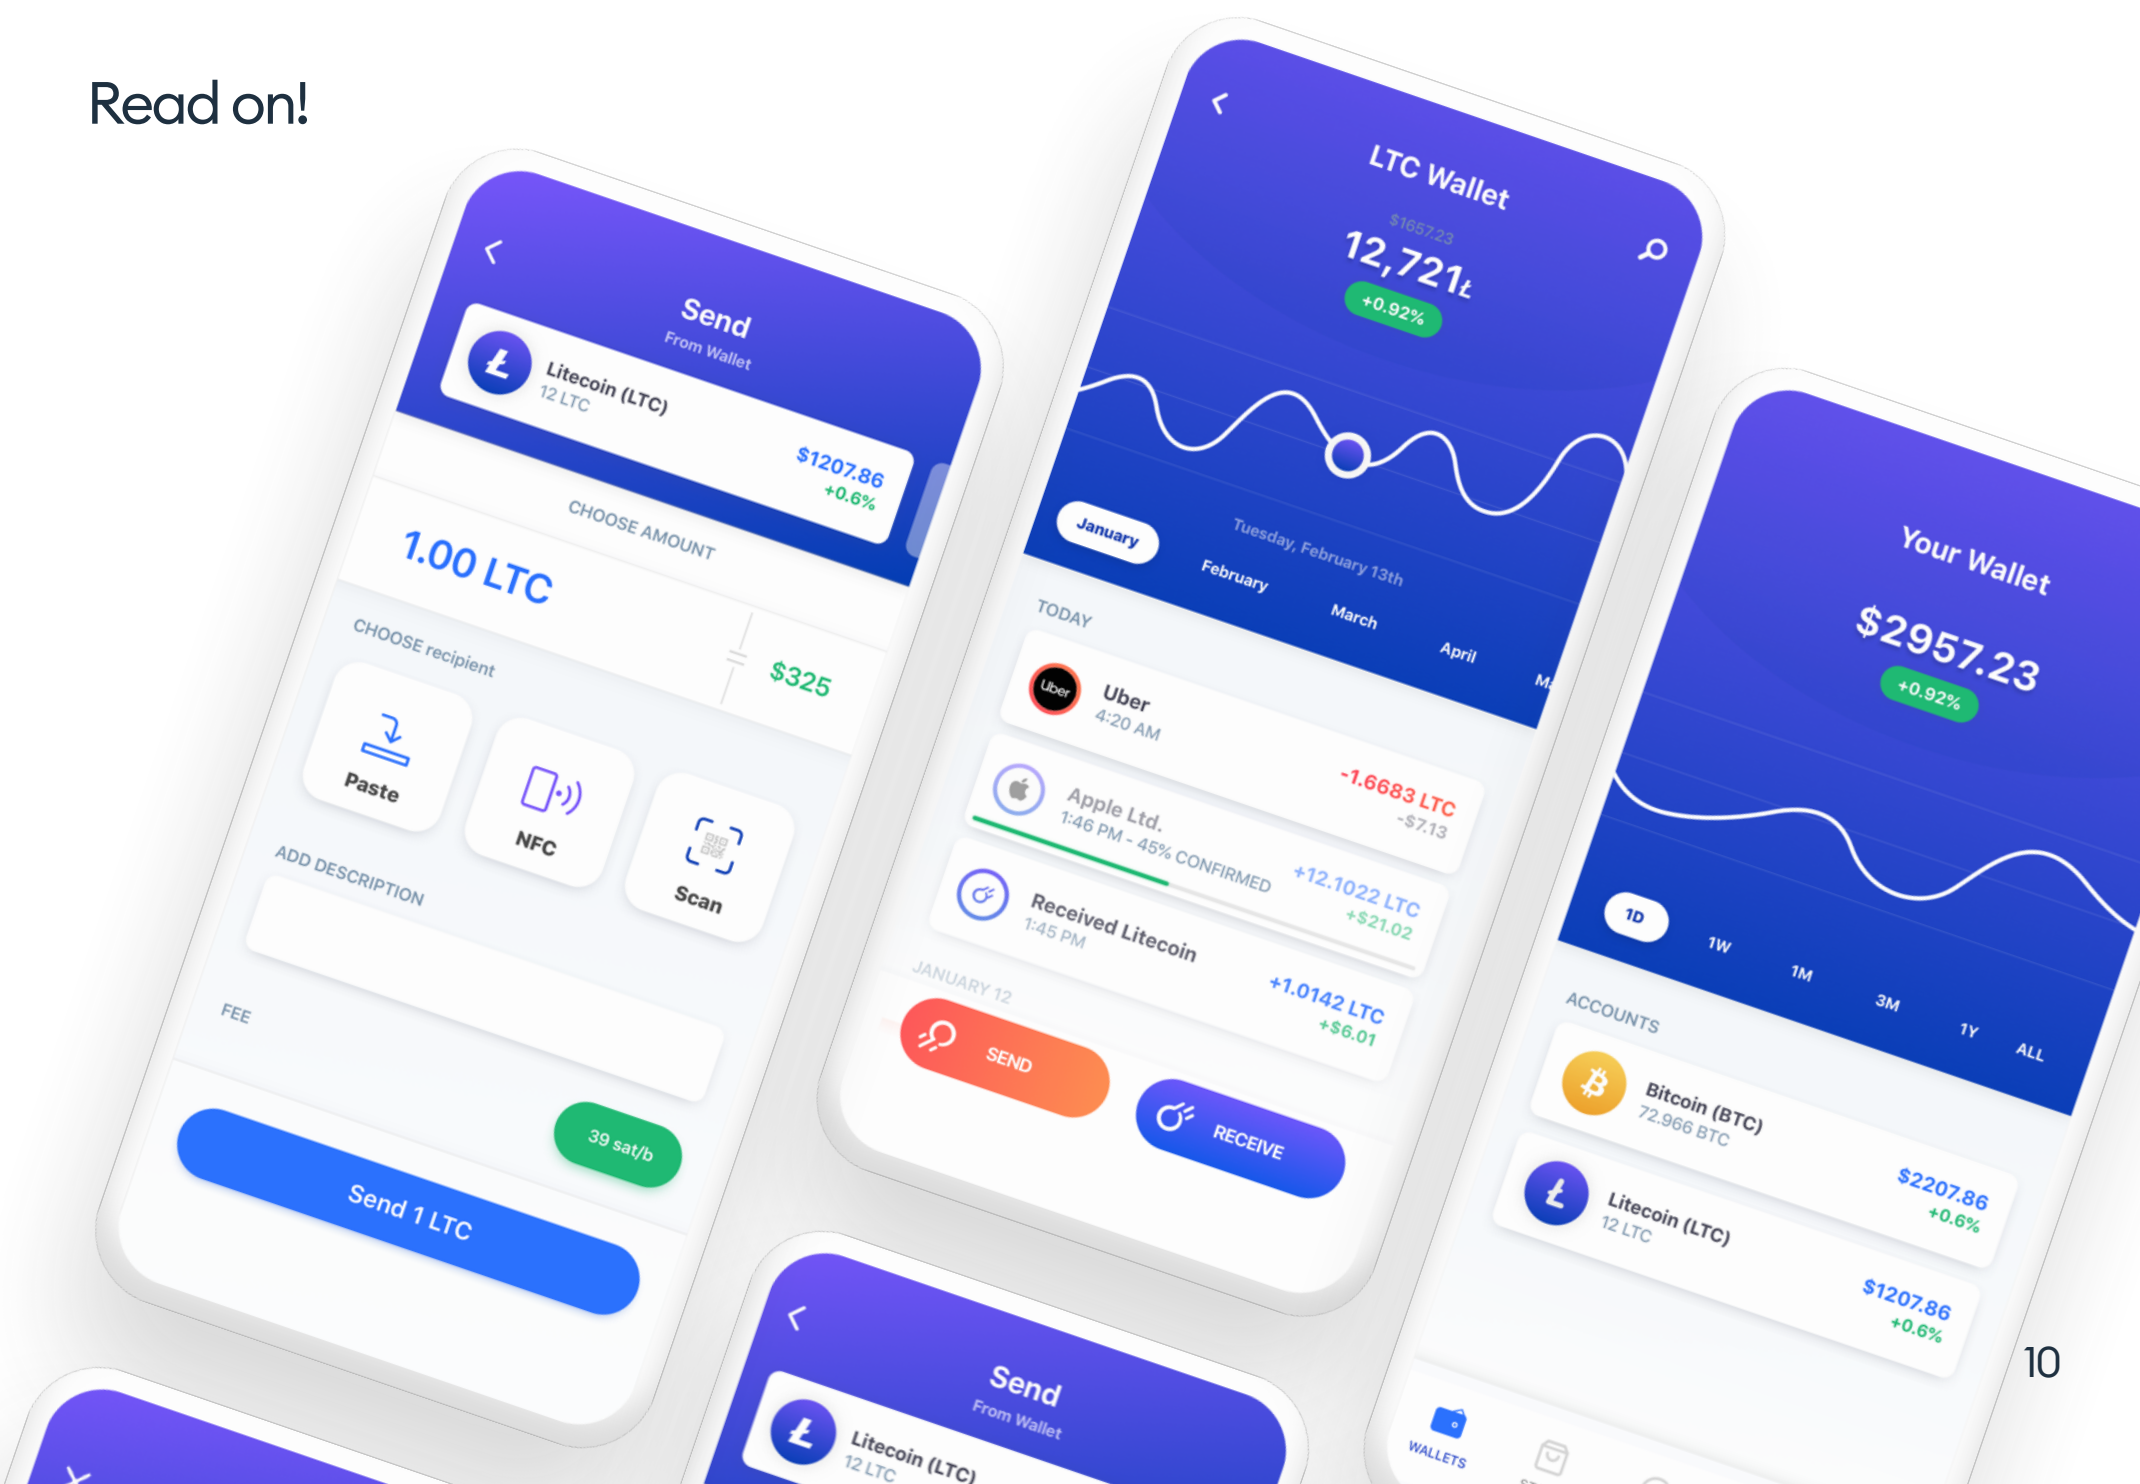 Read on!
Send
From Wallet
Litecoin (LTC)
12 LTC
$1207.86
+0.6%
CHOOSE AMOUNT
1.00 LTC
=
$325
CHOOSE recipient
Paste
NFC
Scan
ADD DESCRIPTION
FEE
39 sat/b
Send 1 LTC
LTC Wallet
$1657.23
12,721Ł
+0.92%
Tuesday, February 13th
January
February
March
April
TODAY
Uber
Uber
4:20 AM
-1.6683 LTC
-$7.13
Apple Ltd.
1:46 PM - 45% CONFIRMED
+12.1022 LTC
+$21.02
Received Litecoin
1:45 PM
+1.0142 LTC
+$6.01
JANUARY 12
SEND
RECEIVE
Your Wallet
$2957.23
+0.92%
1D
1W
1M
3M
1Y
ALL
ACCOUNTS
Bitcoin (BTC)
72.966 BTC
$2207.86
+0.6%
Litecoin (LTC)
12 LTC
$1207.86
+0.6%
WALLETS
Send
From Wallet
Litecoin (LTC)
12 LTC
10